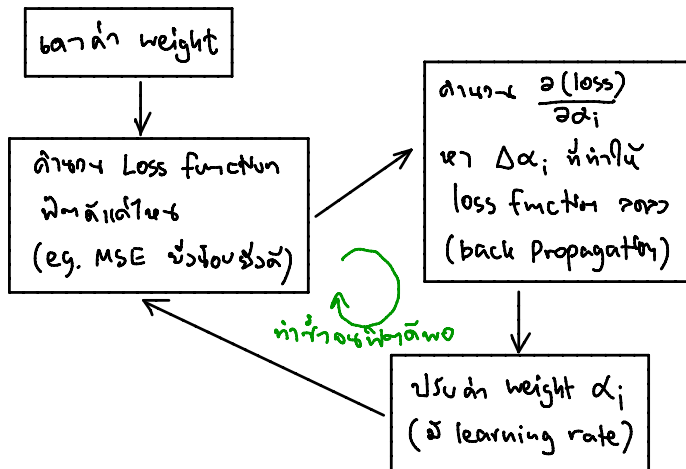 เดาค่า weight
คำนวณ Loss function
ฟิตดีแค่ไหน
(eg. MSE ยิ่งน้อยยิ่งดี)
คำนวณ ∂(loss)/∂αᵢ
หา Δαᵢ ที่ทำให้
loss function ลดลง
(back propagation)
ทำซ้ำจนฟิตดีพอ
ปรับค่า weight αᵢ
(มี learning rate)